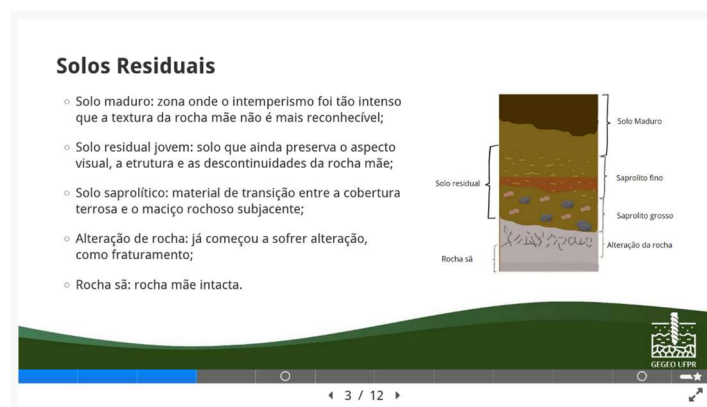 Solos Residuais
Solo maduro: zona onde o intemperismo foi tão intenso
que a textura da rocha mãe não é mais reconhecível;
Solo residual jovem: solo que ainda preserva o aspecto
visual, a etrutura e as descontinuidades da rocha mãe;
Solo saprolítico: material de transição entre a cobertura
terrosa e o maciço rochoso subjacente;
Alteração de rocha: já começou a sofrer alteração,
como fraturamento;
Rocha sã: rocha mãe intacta.
Solo Maduro
Solo residual
Saprolito fino
Saprolito grosso
Alteração da rocha
Rocha sã
GEGEO UFPR
3 / 12